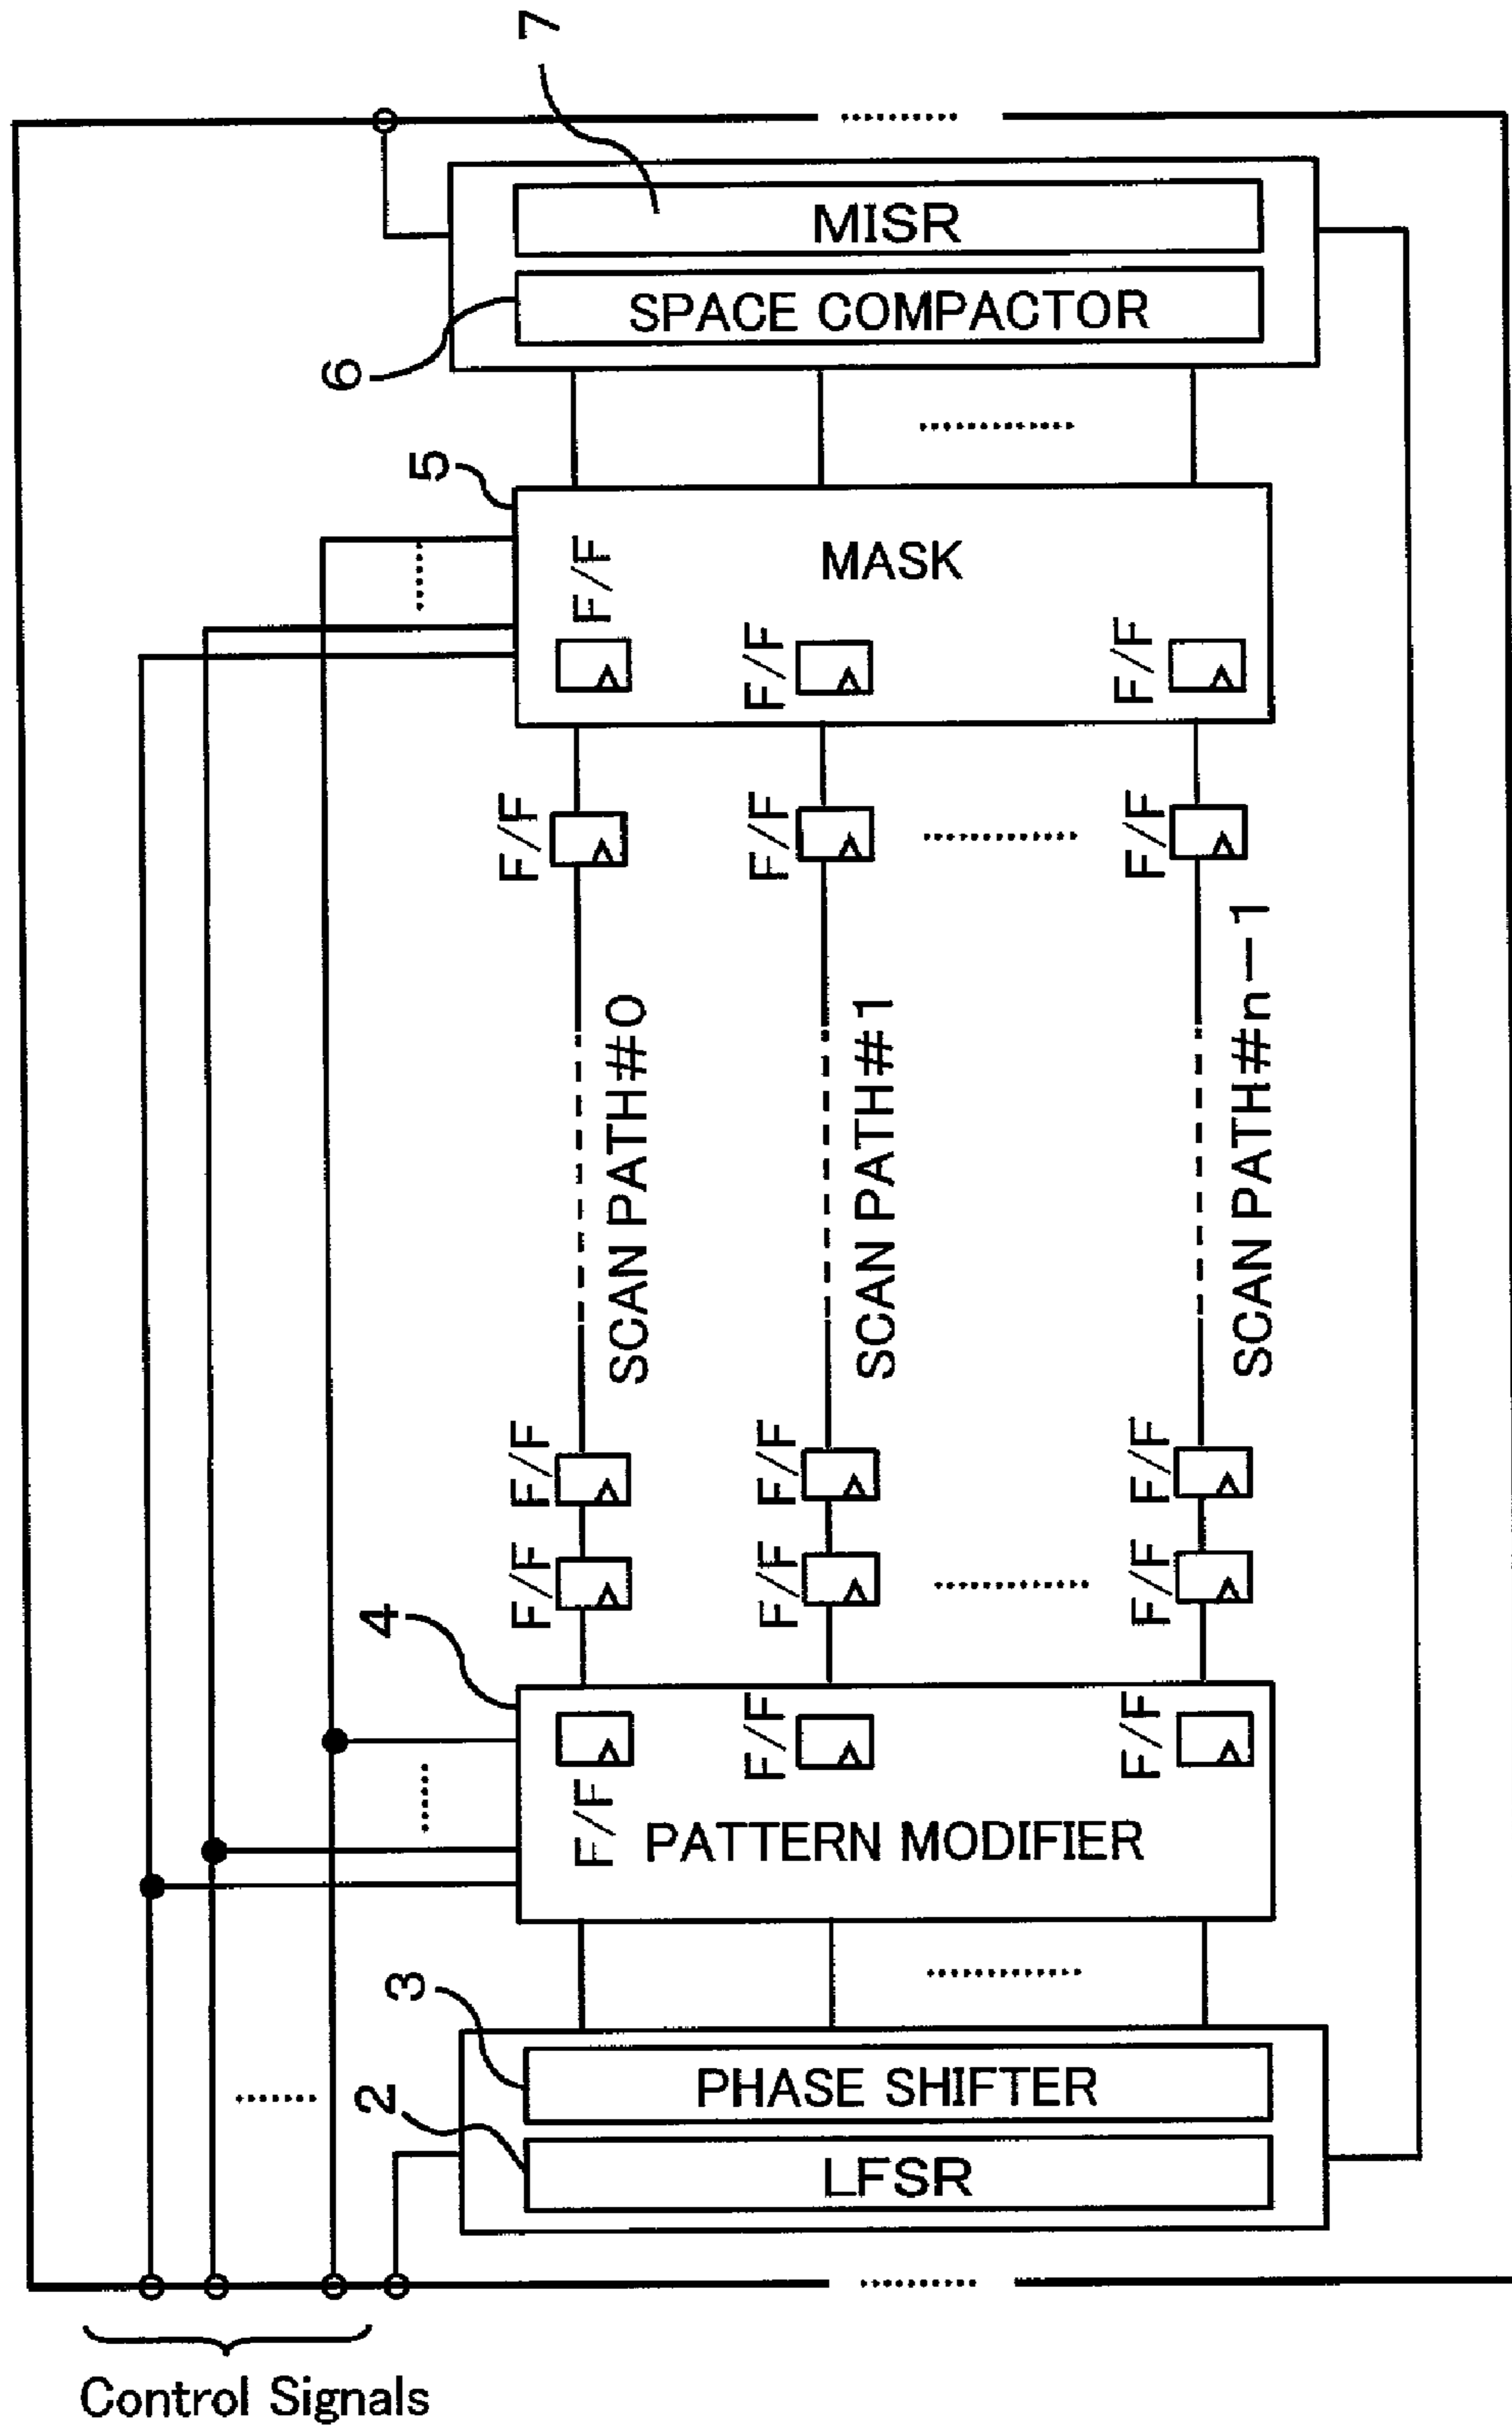 Control Signals
2
LFSR
3
PHASE SHIFTER
4
PATTERN MODIFIER
F/F
F/F
F/F
F/F
F/F
F/F
SCAN PATH#0
F/F
F/F
F/F
SCAN PATH#1
F/F
F/F
F/F
SCAN PATH#n-1
F/F
5
MASK
F/F
F/F
F/F
6
SPACE COMPACTOR
7
MISR